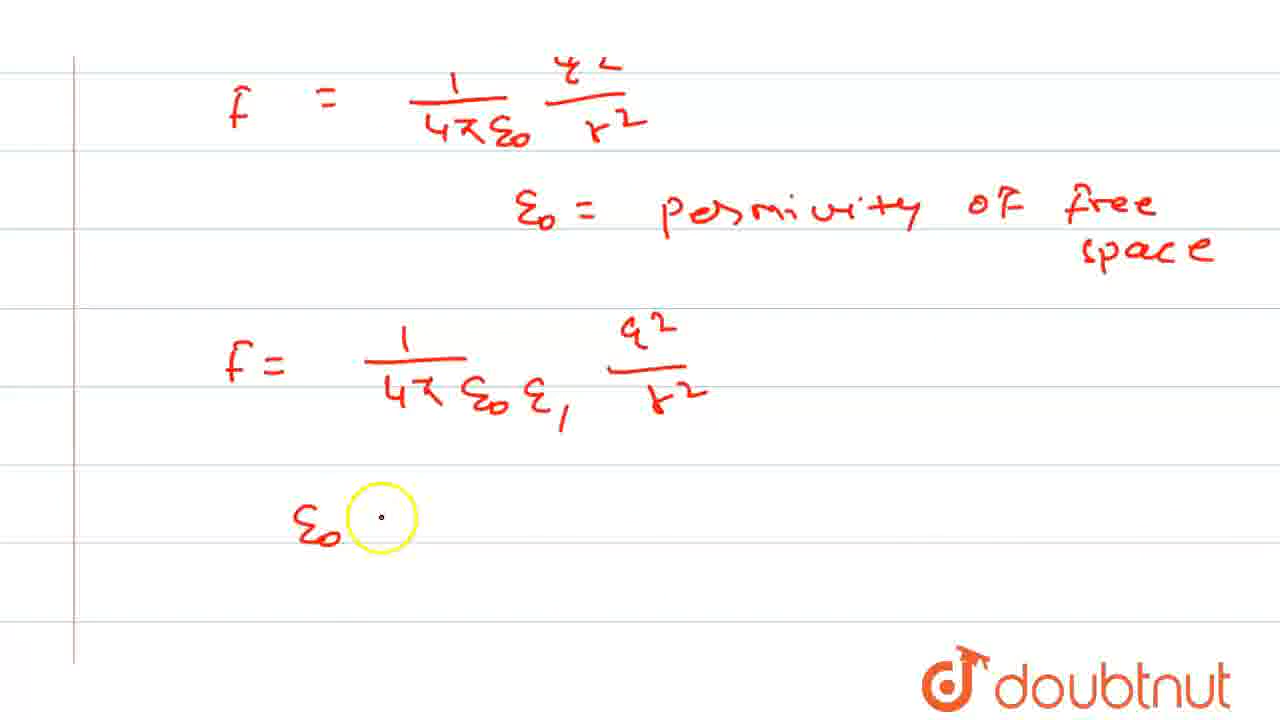 F = 1/4πε₀ q²/r²
ε₀ = permivity of free
space
F = 1/4πε₀ε₁ q²/r²
ε₀
doubtnut